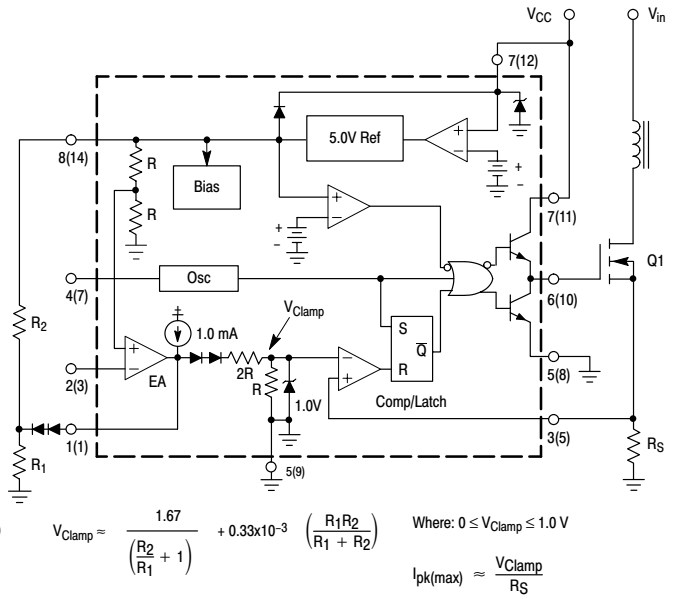 VCC
Vin
7(12)
8(14)
R
Bias
5.0V Ref
+
−
+
−
R
+
−
+
−
7(11)
Q1
4(7)
Osc
6(10)
VClamp
R2
1.0 mA
S
Q̅
R
+
−
EA
2R
R
1.0V
−
+
Comp/Latch
5(8)
2(3)
1(1)
3(5)
R1
5(9)
RS
VClamp ≈ 1.67 / (R2/R1 + 1) + 0.33x10−3 (R1R2 / R1 + R2)
Where: 0 ≤ VClamp ≤ 1.0 V
Ipk(max) ≈ VClamp / RS